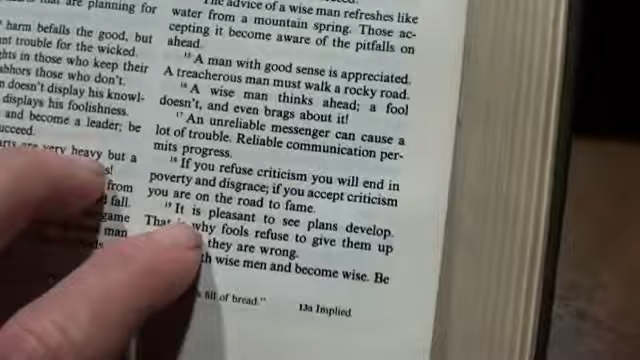 are planning for
harm befalls the good, but
trouble for the wicked.
in those who keep their
abhors those who don't.
doesn't display his knowl-
displays his foolishness.
and become a leader; be
are very heavy but a
from
fall.
game
man
The advice of a wise man refreshes like
water from a mountain spring. Those ac-
cepting it become aware of the pitfalls on
ahead.
15 A man with good sense is appreciated.
A treacherous man must walk a rocky road.
16 A wise man thinks ahead; a fool
doesn't, and even brags about it!
17 An unreliable messenger can cause a
lot of trouble. Reliable communication per-
mits progress.
18 If you refuse criticism you will end in
poverty and disgrace; if you accept criticism
you are on the road to fame.
19 It is pleasant to see plans develop.
That is why fools refuse to give them up
they are wrong.
wise men and become wise. Be
fill of bread."
13a Implied